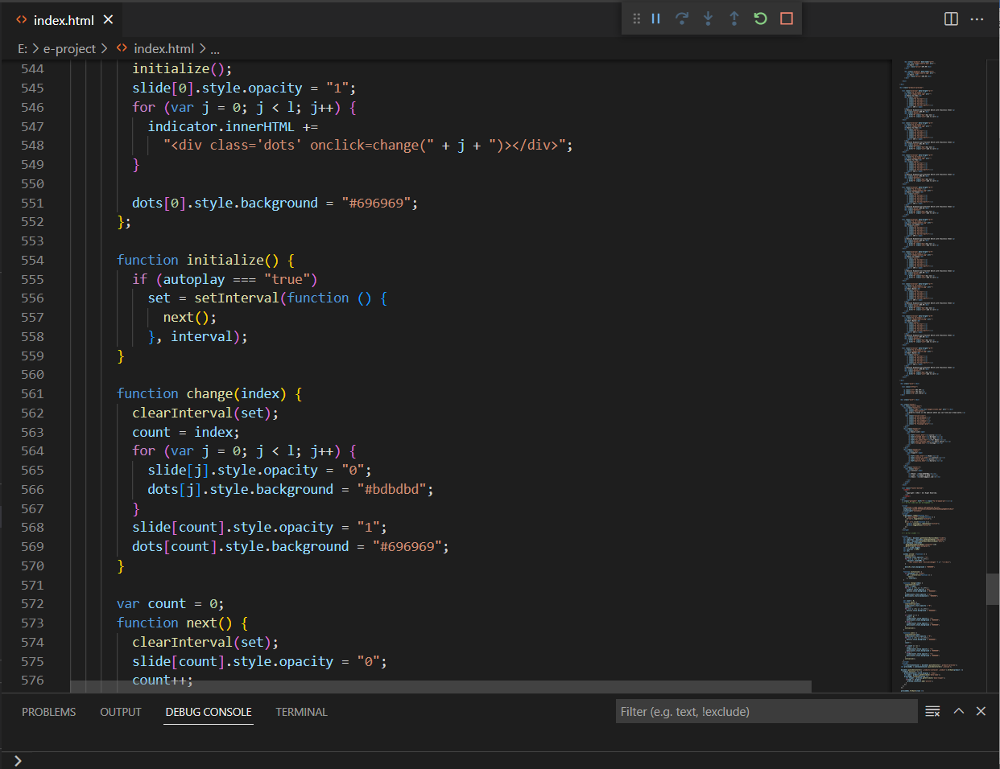 index.html
E: > e-project > index.html > ...
544 initialize();
545 slide[0].style.opacity = "1";
546 for (var j = 0; j < l; j++) {
547 indicator.innerHTML +=
548 "<div class='dots' onclick=change(" + j + ")></div>";
549 }
550
551 dots[0].style.background = "#696969";
552 };
553
554 function initialize() {
555 if (autoplay === "true")
556 set = setInterval(function () {
557 next();
558 }, interval);
559 }
560
561 function change(index) {
562 clearInterval(set);
563 count = index;
564 for (var j = 0; j < l; j++) {
565 slide[j].style.opacity = "0";
566 dots[j].style.background = "#bdbdbd";
567 }
568 slide[count].style.opacity = "1";
569 dots[count].style.background = "#696969";
570 }
571
572 var count = 0;
573 function next() {
574 clearInterval(set);
575 slide[count].style.opacity = "0";
576 count++;
PROBLEMS OUTPUT DEBUG CONSOLE TERMINAL Filter (e.g. text, !exclude)